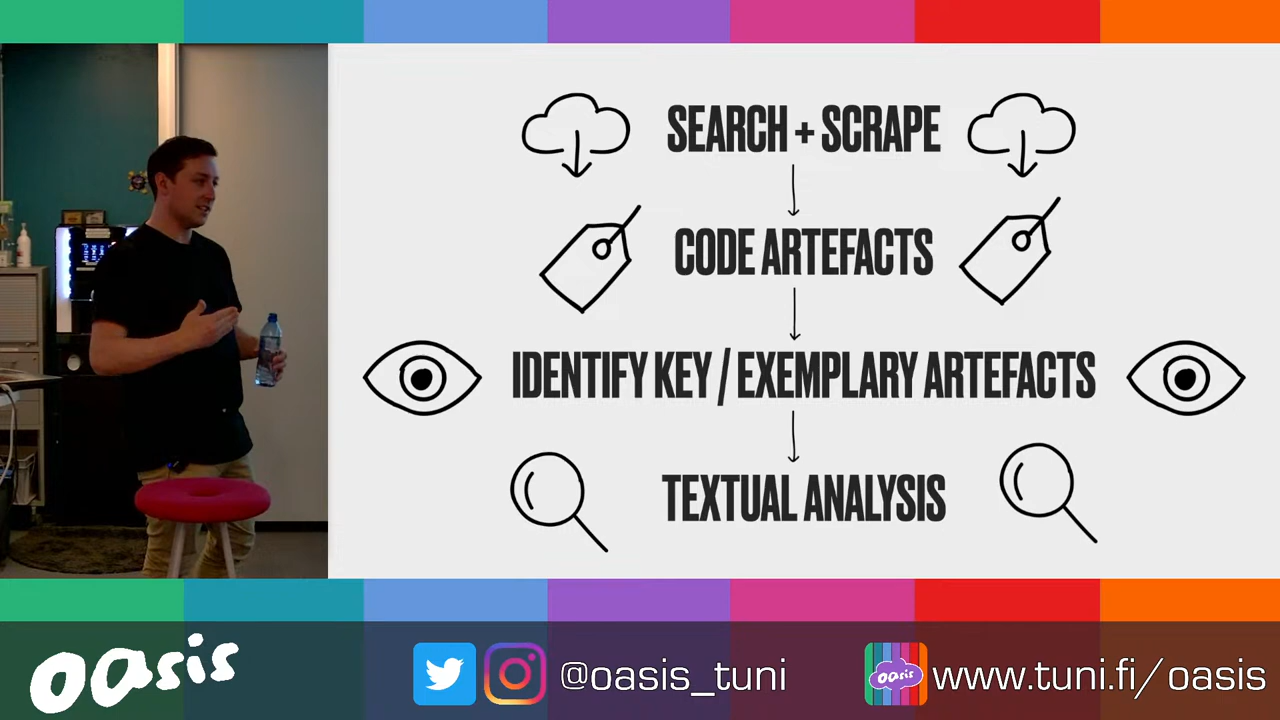 SEARCH + SCRAPE
CODE ARTEFACTS
IDENTIFY KEY / EXEMPLARY ARTEFACTS
TEXTUAL ANALYSIS
oasis
@oasis_tuni
oasis
www.tuni.fi/oasis